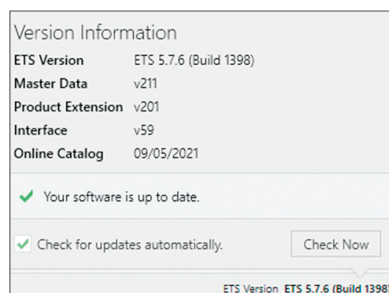 Version Information
ETS Version ETS 5.7.6 (Build 1398)
Master Data v211
Product Extension v201
Interface v59
Online Catalog 09/05/2021
Your software is up to date.
Check for updates automatically. Check Now
ETS Version ETS 5.7.6 (Build 1398)